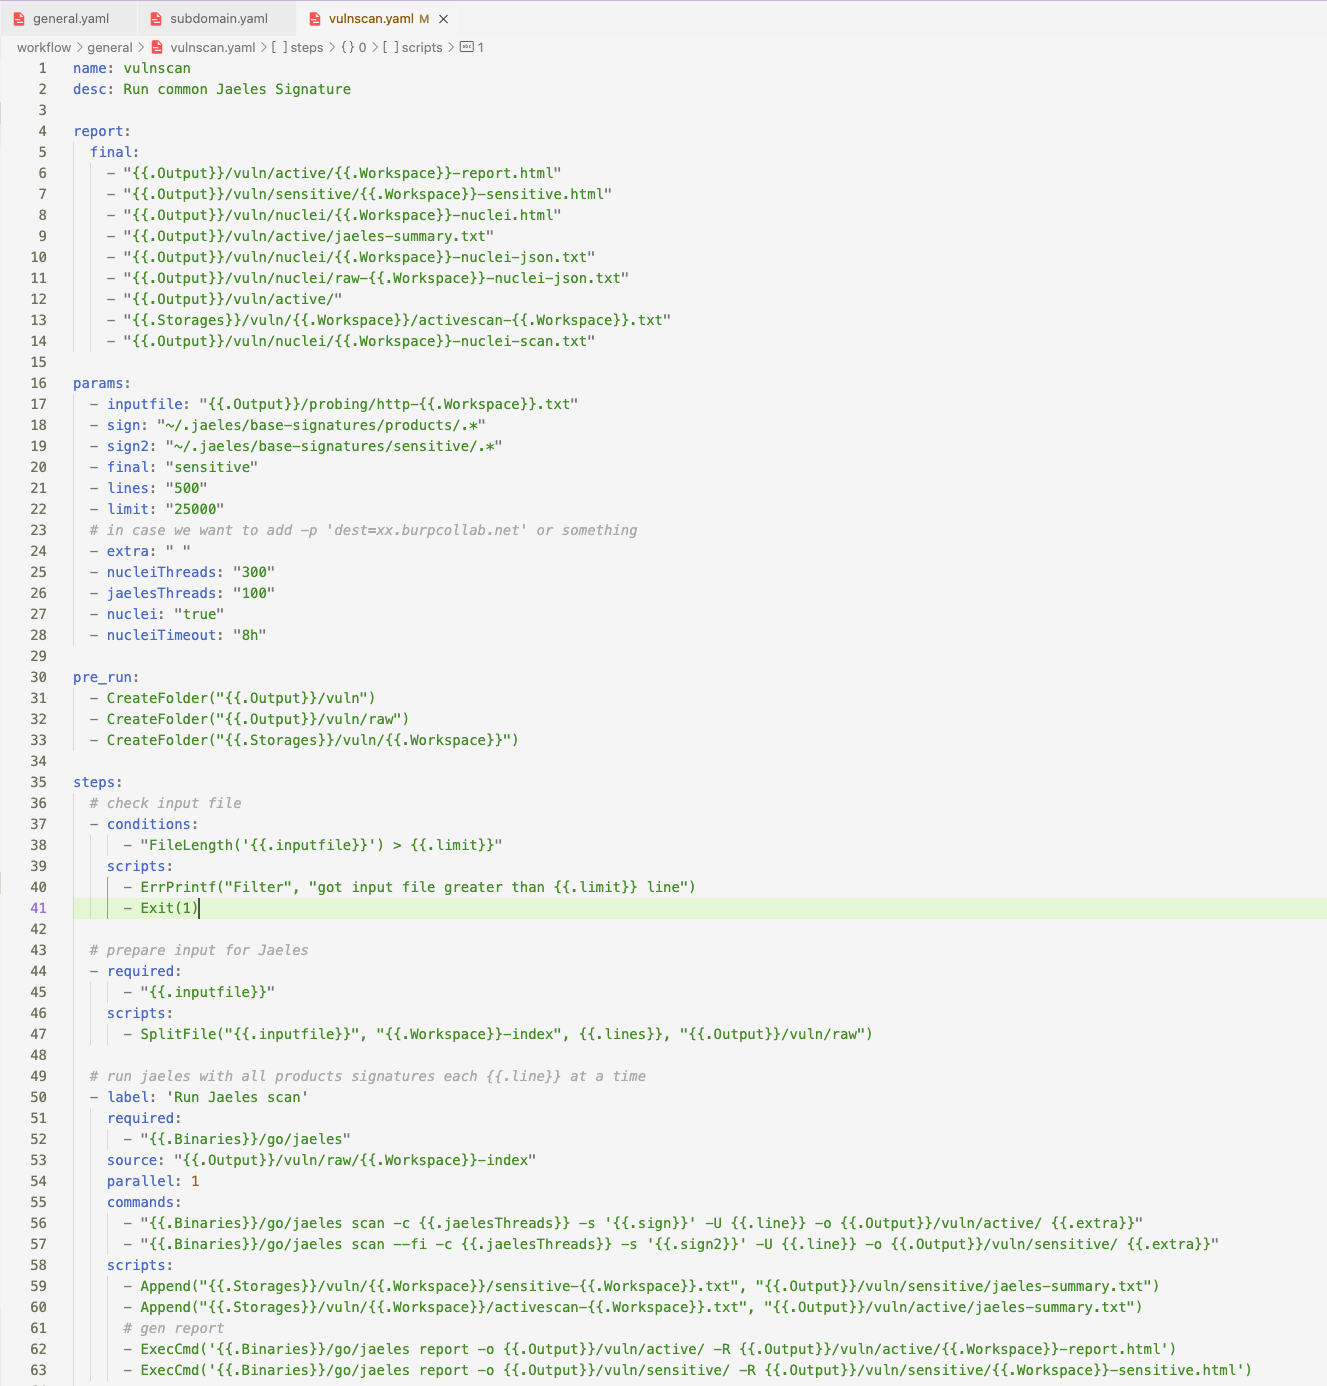 general.yaml subdomain.yaml vulnscan.yaml M
workflow > general > vulnscan.yaml > [ ] steps > {} 0 > [ ] scripts > abc 1
1 name: vulnscan
2 desc: Run common Jaeles Signature
3
4 report:
5   final:
6     - "{{.Output}}/vuln/active/{{.Workspace}}-report.html"
7     - "{{.Output}}/vuln/sensitive/{{.Workspace}}-sensitive.html"
8     - "{{.Output}}/vuln/nuclei/{{.Workspace}}-nuclei.html"
9     - "{{.Output}}/vuln/active/jaeles-summary.txt"
10     - "{{.Output}}/vuln/nuclei/{{.Workspace}}-nuclei-json.txt"
11     - "{{.Output}}/vuln/nuclei/raw-{{.Workspace}}-nuclei-json.txt"
12     - "{{.Output}}/vuln/active/"
13     - "{{.Storages}}/vuln/{{.Workspace}}/activescan-{{.Workspace}}.txt"
14     - "{{.Output}}/vuln/nuclei/{{.Workspace}}-nuclei-scan.txt"
15
16 params:
17   - inputfile: "{{.Output}}/probing/http-{{.Workspace}}.txt"
18   - sign: "~/.jaeles/base-signatures/products/.*"
19   - sign2: "~/.jaeles/base-signatures/sensitive/.*"
20   - final: "sensitive"
21   - lines: "500"
22   - limit: "25000"
23   # in case we want to add -p 'dest=xx.burpcollab.net' or something
24   - extra: " "
25   - nucleiThreads: "300"
26   - jaelesThreads: "100"
27   - nuclei: "true"
28   - nucleiTimeout: "8h"
29
30 pre_run:
31   - CreateFolder("{{.Output}}/vuln")
32   - CreateFolder("{{.Output}}/vuln/raw")
33   - CreateFolder("{{.Storages}}/vuln/{{.Workspace}}")
34
35 steps:
36   # check input file
37   - conditions:
38       - "FileLength('{{.inputfile}}') > {{.limit}}"
39     scripts:
40       - ErrPrintf("Filter", "got input file greater than {{.limit}} line")
41       - Exit(1)
42
43   # prepare input for Jaeles
44   - required:
45       - "{{.inputfile}}"
46     scripts:
47       - SplitFile("{{.inputfile}}", "{{.Workspace}}-index", {{.lines}}, "{{.Output}}/vuln/raw")
48
49   # run jaeles with all products signatures each {{.line}} at a time
50   - label: 'Run Jaeles scan'
51     required:
52       - "{{.Binaries}}/go/jaeles"
53     source: "{{.Output}}/vuln/raw/{{.Workspace}}-index"
54     parallel: 1
55     commands:
56       - "{{.Binaries}}/go/jaeles scan -c {{.jaelesThreads}} -s '{{.sign}}' -U {{.line}} -o {{.Output}}/vuln/active/ {{.extra}}"
57       - "{{.Binaries}}/go/jaeles scan --fi -c {{.jaelesThreads}} -s '{{.sign2}}' -U {{.line}} -o {{.Output}}/vuln/sensitive/ {{.extra}}"
58     scripts:
59       - Append("{{.Storages}}/vuln/{{.Workspace}}/sensitive-{{.Workspace}}.txt", "{{.Output}}/vuln/sensitive/jaeles-summary.txt")
60       - Append("{{.Storages}}/vuln/{{.Workspace}}/activescan-{{.Workspace}}.txt", "{{.Output}}/vuln/active/jaeles-summary.txt")
61       # gen report
62       - ExecCmd('{{.Binaries}}/go/jaeles report -o {{.Output}}/vuln/active/ -R {{.Output}}/vuln/active/{{.Workspace}}-report.html')
63       - ExecCmd('{{.Binaries}}/go/jaeles report -o {{.Output}}/vuln/sensitive/ -R {{.Output}}/vuln/sensitive/{{.Workspace}}-sensitive.html')